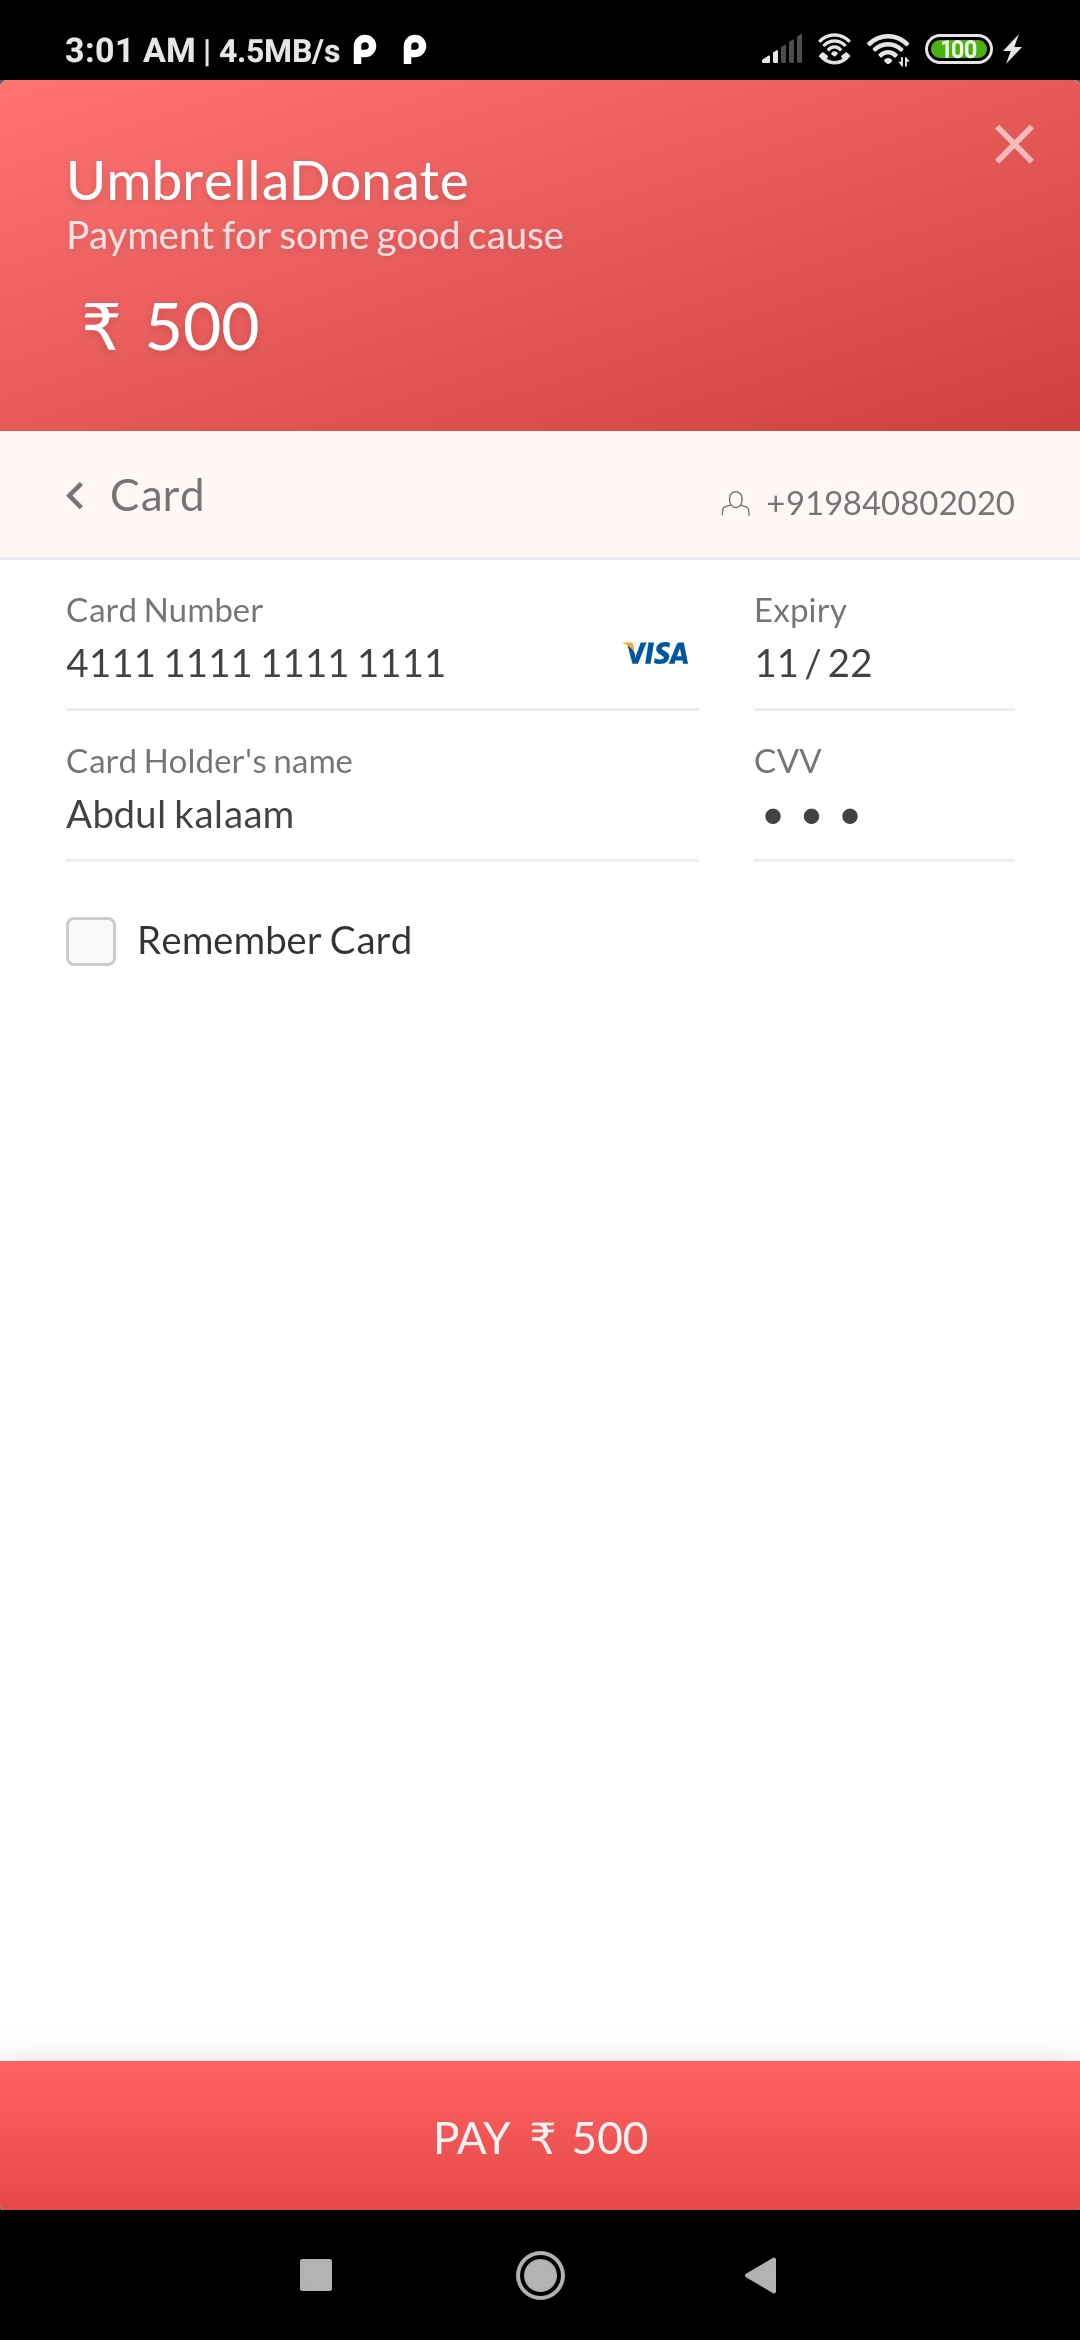 3:01 AM | 4.5MB/s
100
UmbrellaDonate
Payment for some good cause
₹ 500
Card
+919840802020
Card Number
4111 1111 1111 1111
VISA
Expiry
11 / 22
Card Holder's name
Abdul kalaam
CVV
Remember Card
PAY ₹ 500